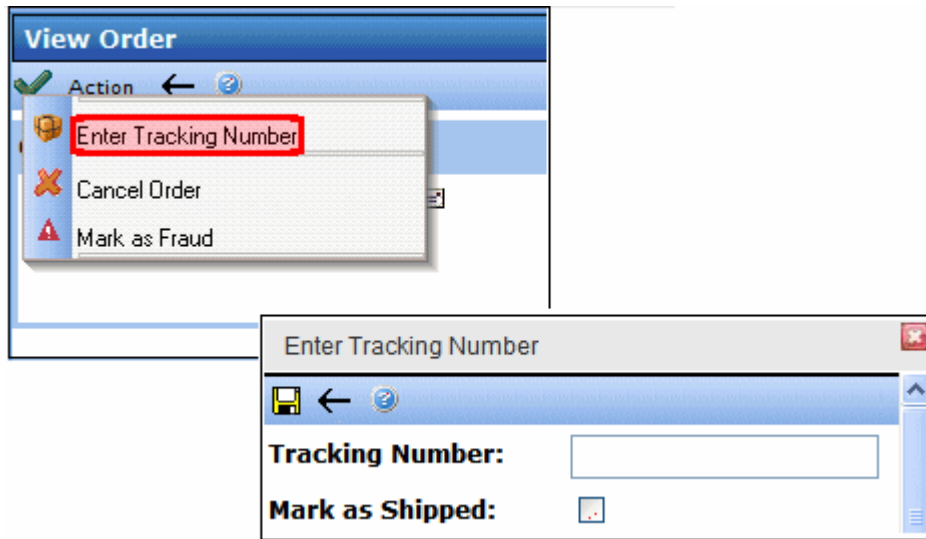 View Order
Action
Enter Tracking Number
Cancel Order
Mark as Fraud
Enter Tracking Number
Tracking Number:
Mark as Shipped: